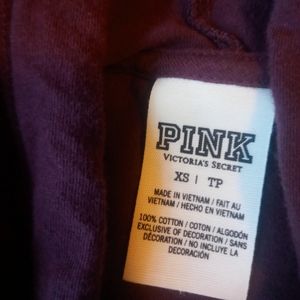 PINK
VICTORIA'S SECRET
XS | TP
MADE IN VIETNAM / FAIT AU
VIETNAM / HECHO EN VIETNAM
100% COTTON / COTON / ALGODÓN
EXCLUSIVE OF DECORATION / SANS
DÉCORATION / NO INCLUYE LA
DECORACIÓN